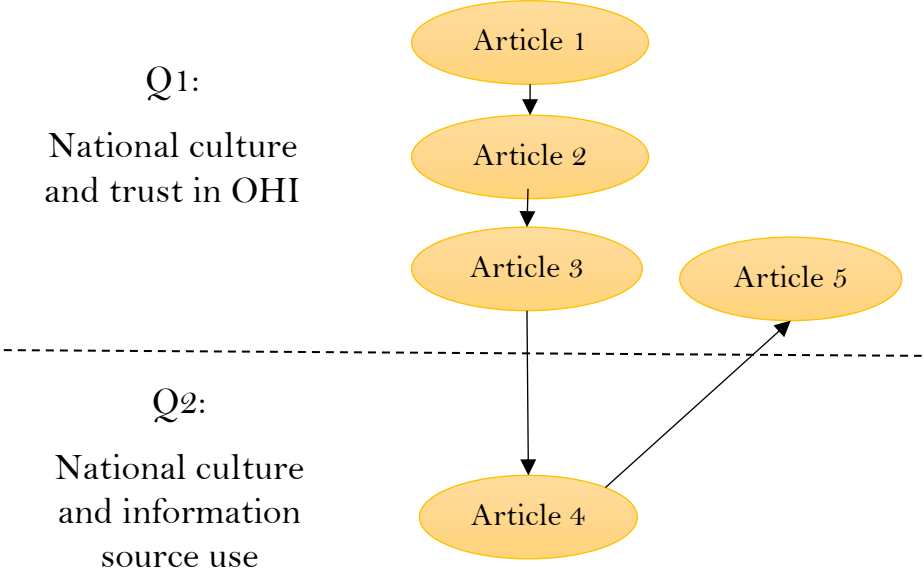 Article 1
Q1:
National culture
and trust in OHI
Article 2
Article 3
Article 5
Q2:
National culture
and information
source use
Article 4